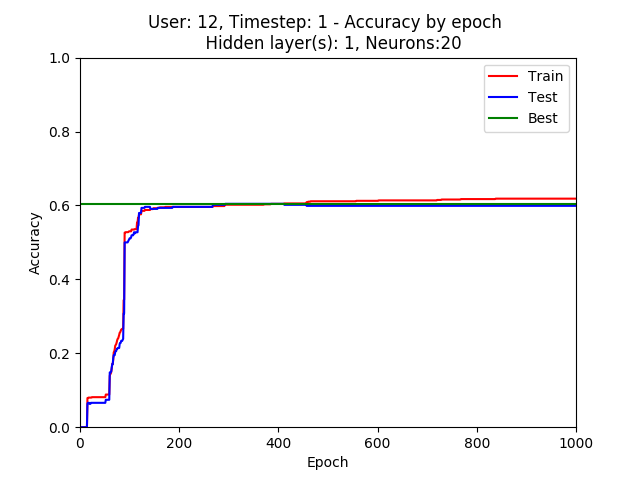 User: 12, Timestep: 1 - Accuracy by epoch
Hidden layer(s): 1, Neurons:20
1.0
0.8
0.6
0.4
0.2
0.0
Accuracy
Train
Test
Best
0 200 400 600 800 1000
Epoch